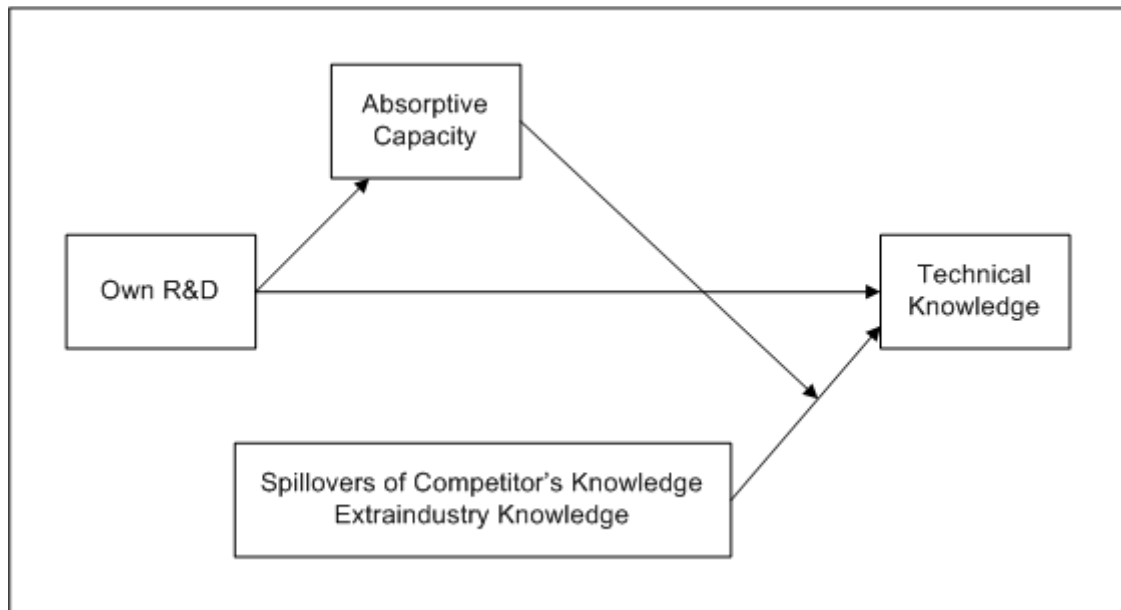 Absorptive
Capacity
Own R&D
Technical
Knowledge
Spillovers of Competitor's Knowledge
Extraindustry Knowledge